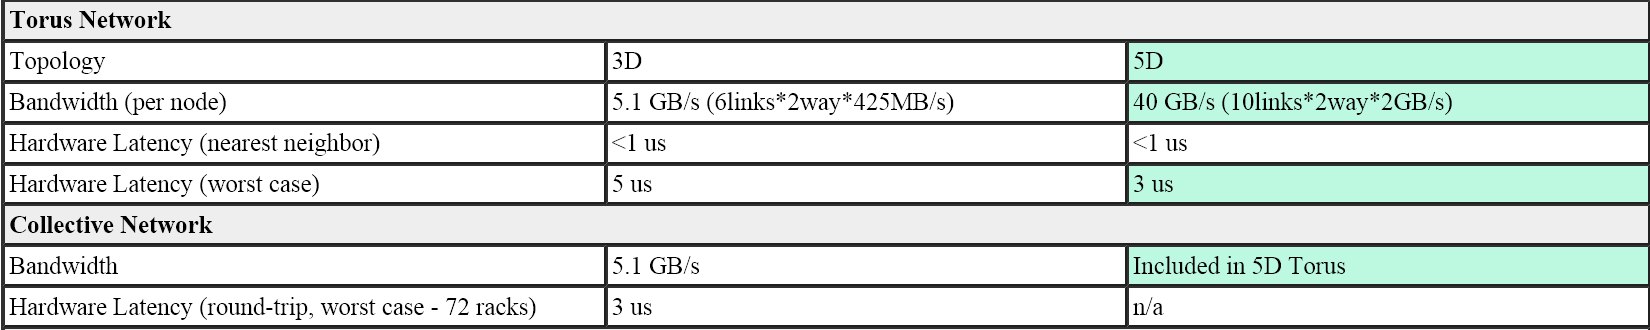 Torus Network
Topology 3D 5D
Bandwidth (per node) 5.1 GB/s (6links*2way*425MB/s) 40 GB/s (10links*2way*2GB/s)
Hardware Latency (nearest neighbor) <1 us <1 us
Hardware Latency (worst case) 5 us 3 us
Collective Network
Bandwidth 5.1 GB/s Included in 5D Torus
Hardware Latency (round-trip, worst case - 72 racks) 3 us n/a